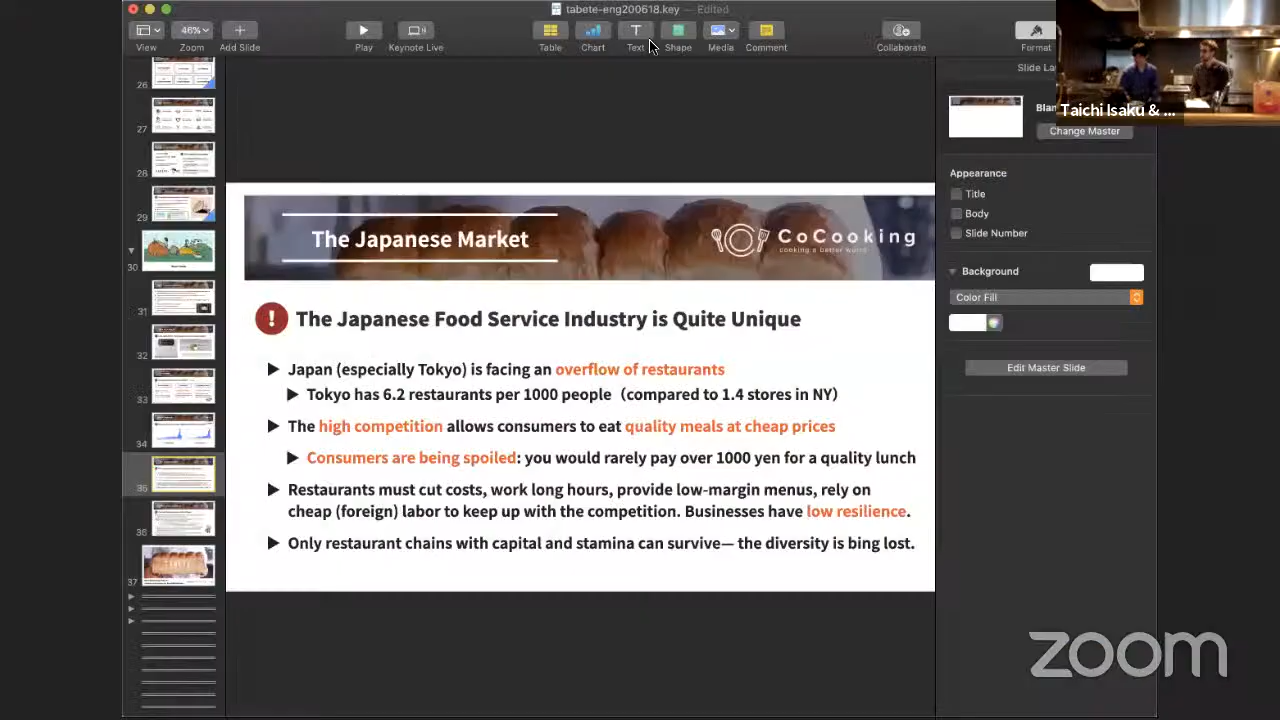 tabete-eng200618.key — Edited
46%
View
Zoom
Add Slide
Play
Keynote Live
Table
Chart
Text
Shape
Media
Comment
Collaborate
Format
Taichi Isaku & ...
Change Master
Appearance
Title
Body
Slide Number
Background
Color Fill
Edit Master Slide
26
27
28
29
30
31
32
33
34
35
36
37
The Japanese Market
CoCooking
cooking a better world
! The Japanese Food Service Industry is Quite Unique
Japan (especially Tokyo) is facing an overflow of restaurants
Tokyo has 6.2 restaurants per 1000 people (compared to 1.4 stores in NY)
The high competition allows consumers to eat quality meals at cheap prices
Consumers are being spoiled: you would rarely pay over 1000 yen for a quality lunch
Restaurants must cut costs, work long hours, provide low-margin menus, rely on
cheap (foreign) labor to keep up with the competition. Businesses have low resilience.
Only restaurant chains with capital and stamina can survive— the diversity is bing lost.
zoom